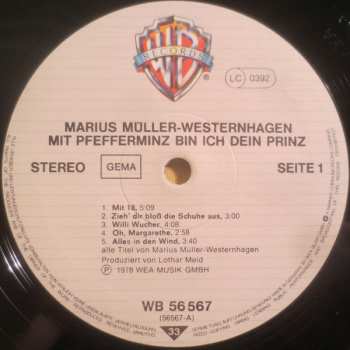 RECORDS
LC 0392
MARIUS MÜLLER-WESTERNHAGEN
MIT PFEFFERMINZ BIN ICH DEIN PRINZ
STEREO GEMA SEITE 1
1. Mit 18, 5:09
2. Zieh' dir bloß die Schuhe aus, 3:00
3. Willi Wucher, 4:08
4. Oh, Margarethe, 2:40
5. Alles in den Wind, 3:40
alle Titel von Marius Müller-Westernhagen
Produziert von Lothar Meid
Ⓟ 1978 WEA MUSIK GMBH
WB 56 567
(56567-A)
33